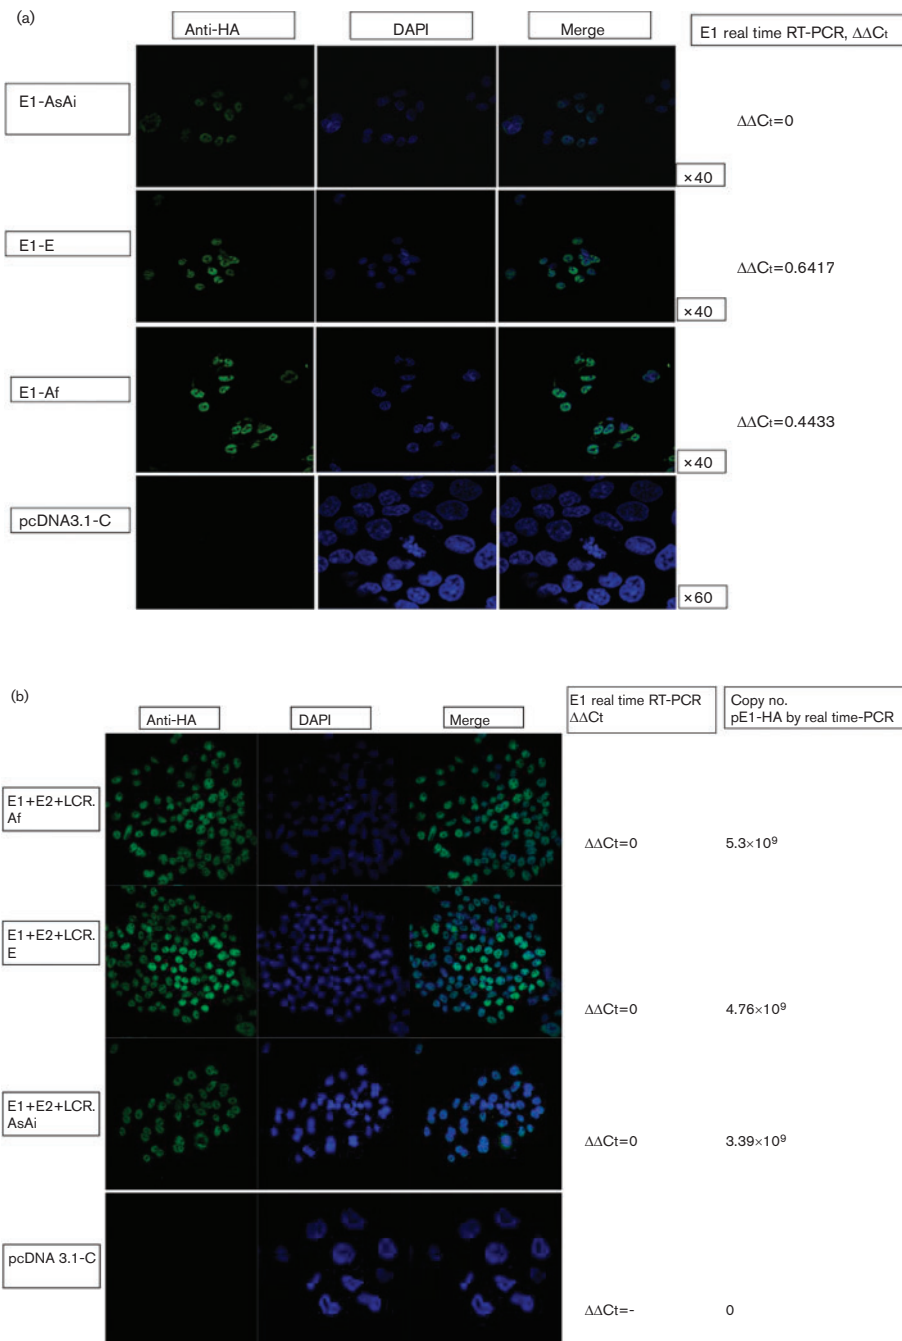 (a)
Anti-HA
DAPI
Merge
E1 real time RT-PCR, ΔΔCt
E1-AsAi
ΔΔCt=0
×40
E1-E
ΔΔCt=0.6417
×40
E1-Af
ΔΔCt=0.4433
×40
pcDNA3.1-C
×60
(b)
Anti-HA
DAPI
Merge
E1 real time RT-PCR
ΔΔCt
Copy no.
pE1-HA by real time-PCR
E1+E2+LCR.
Af
ΔΔCt=0
5.3×10⁹
E1+E2+LCR.
E
ΔΔCt=0
4.76×10⁹
E1+E2+LCR.
AsAi
ΔΔCt=0
3.39×10⁹
pcDNA 3.1-C
ΔΔCt=-
0